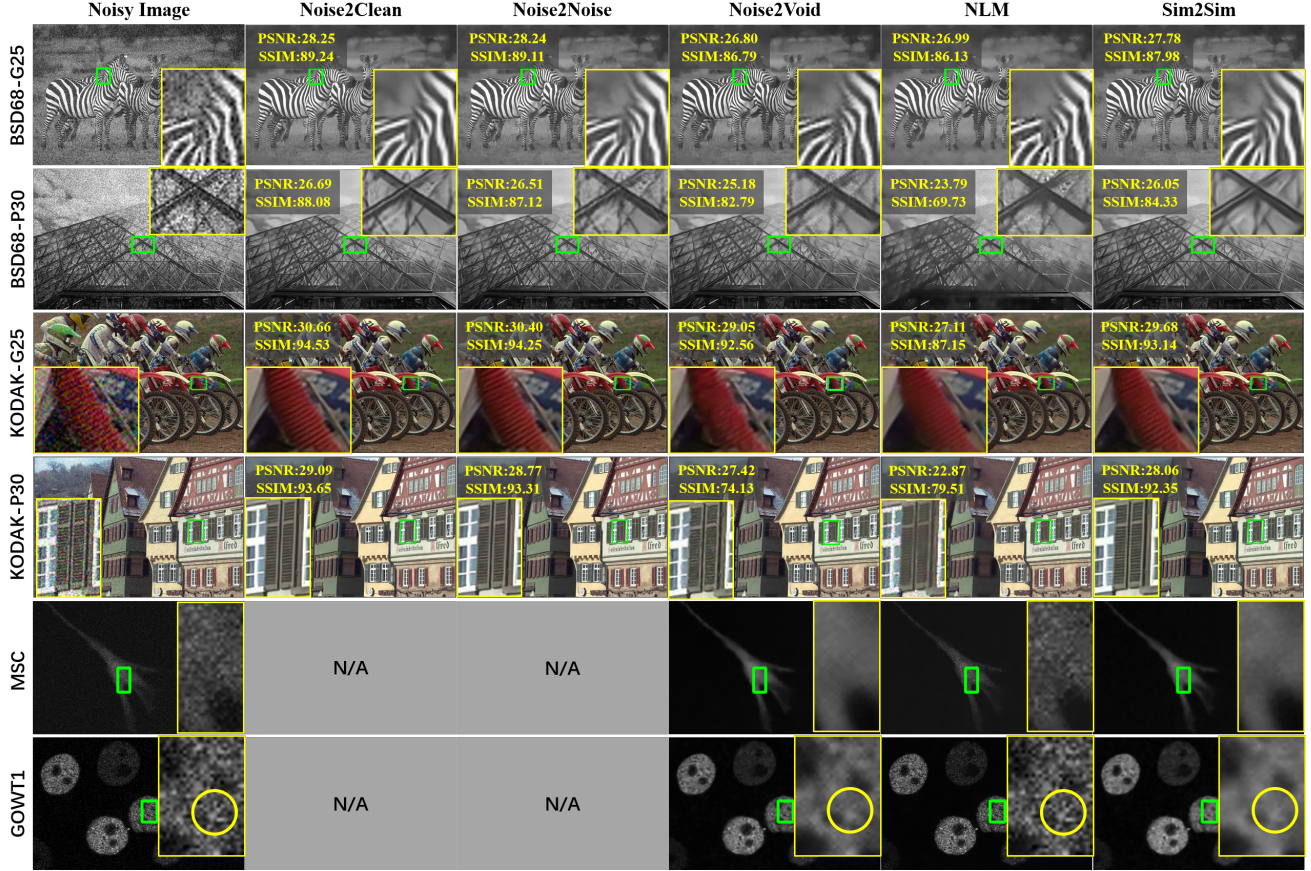 Noisy Image Noise2Clean Noise2Noise Noise2Void NLM Sim2Sim
BSD68-G25
PSNR:28.25
SSIM:89.24
PSNR:28.24
SSIM:89.11
PSNR:26.80
SSIM:86.79
PSNR:26.99
SSIM:86.13
PSNR:27.78
SSIM:87.98
BSD68-P30
PSNR:26.69
SSIM:88.08
PSNR:26.51
SSIM:87.12
PSNR:25.18
SSIM:82.79
PSNR:23.79
SSIM:69.73
PSNR:26.05
SSIM:84.33
KODAK-G25
PSNR:30.66
SSIM:94.53
PSNR:30.40
SSIM:94.25
PSNR:29.05
SSIM:92.56
PSNR:27.11
SSIM:87.15
PSNR:29.68
SSIM:93.14
KODAK-P30
PSNR:29.09
SSIM:93.65
PSNR:28.77
SSIM:93.31
PSNR:27.42
SSIM:74.13
PSNR:22.87
SSIM:79.51
PSNR:28.06
SSIM:92.35
MSC
N/A
N/A
GOWT1
N/A
N/A